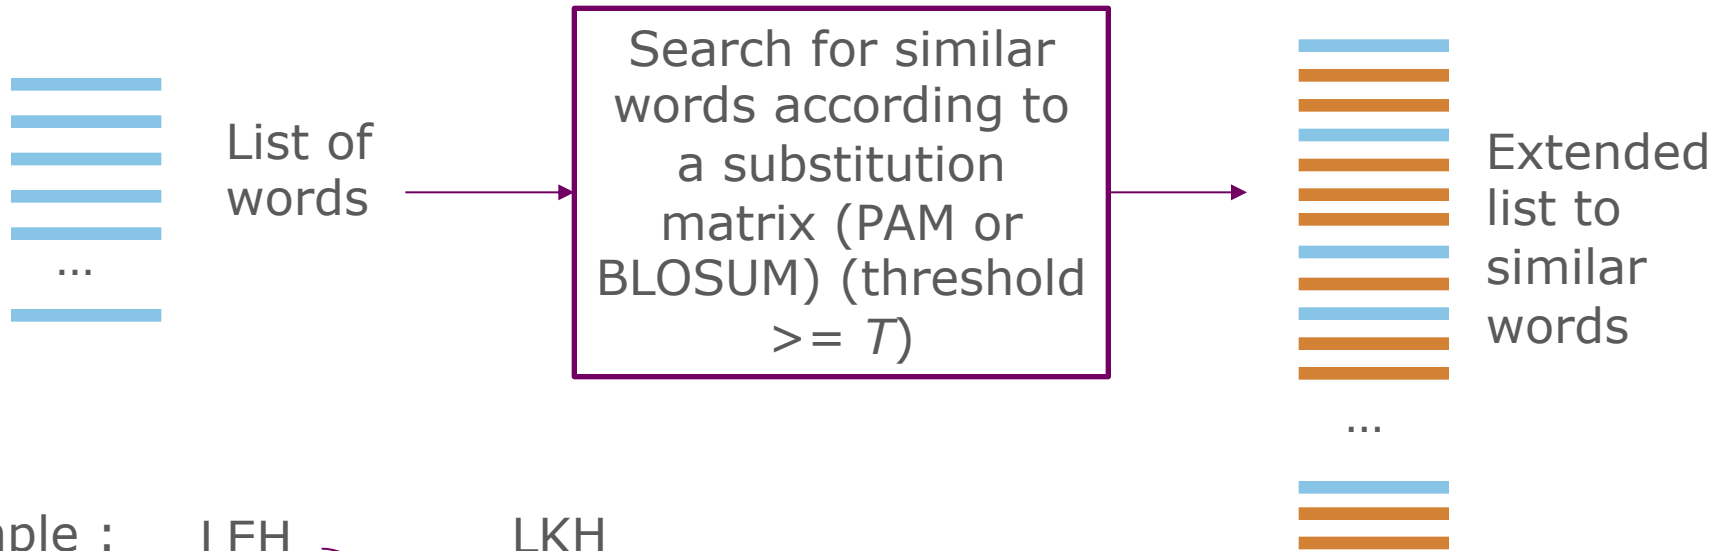 List of
words
...
Search for similar
words according to
a substitution
matrix (PAM or
BLOSUM) (threshold
>= T)
Extended
list to
similar
words
...
LKH